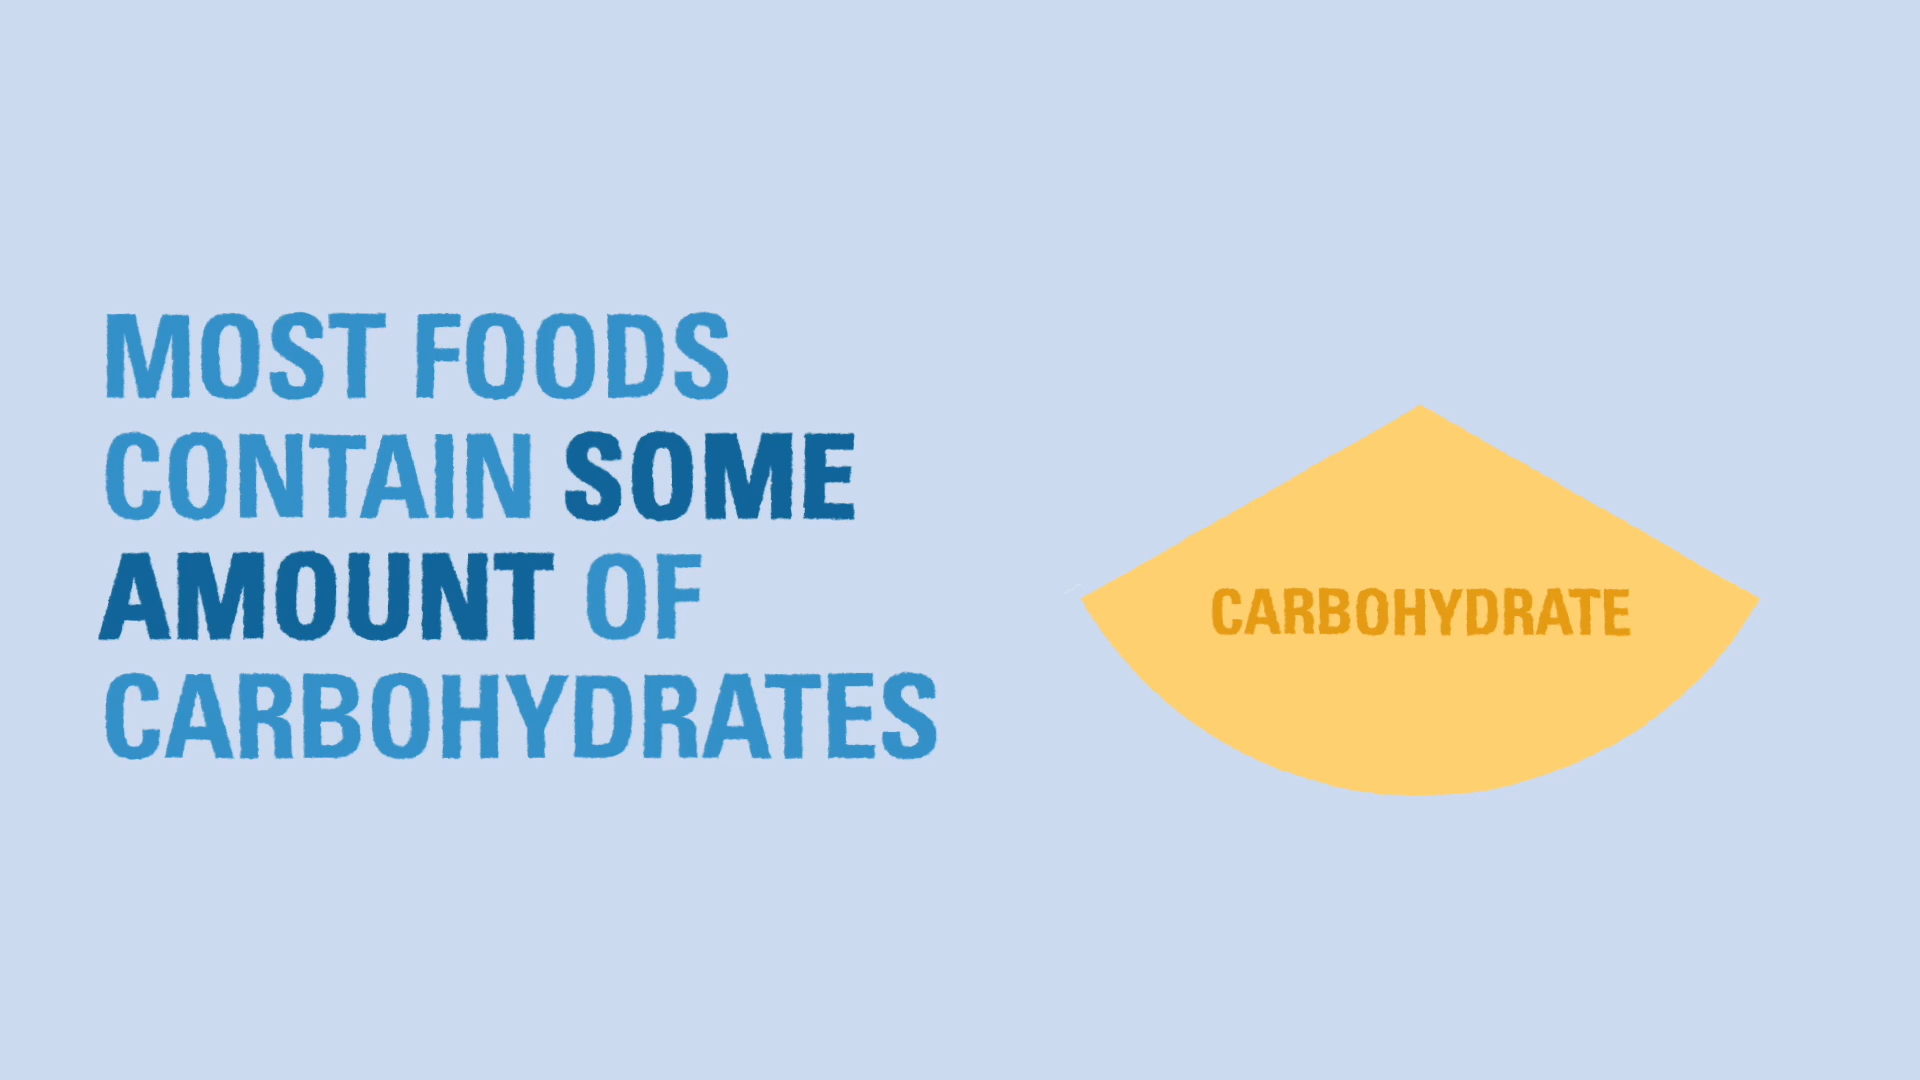 MOST FOODS
CONTAIN SOME
AMOUNT OF
CARBOHYDRATES
CARBOHYDRATE